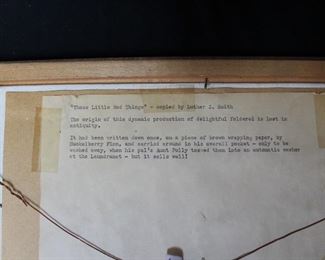 "Those Little Red Things" - copied by Luther J. Smith
The origin of this dynamic production of delightful folderol is lost in
antiquity.
It had been written down once, on a piece of brown wrapping paper, by
Huckelberry Finn, and carried around in his overall pocket - only to be
washed away, when his pal's Aunt Polly tossed them into an automatic washer
at the Laundramat - but it sells well!